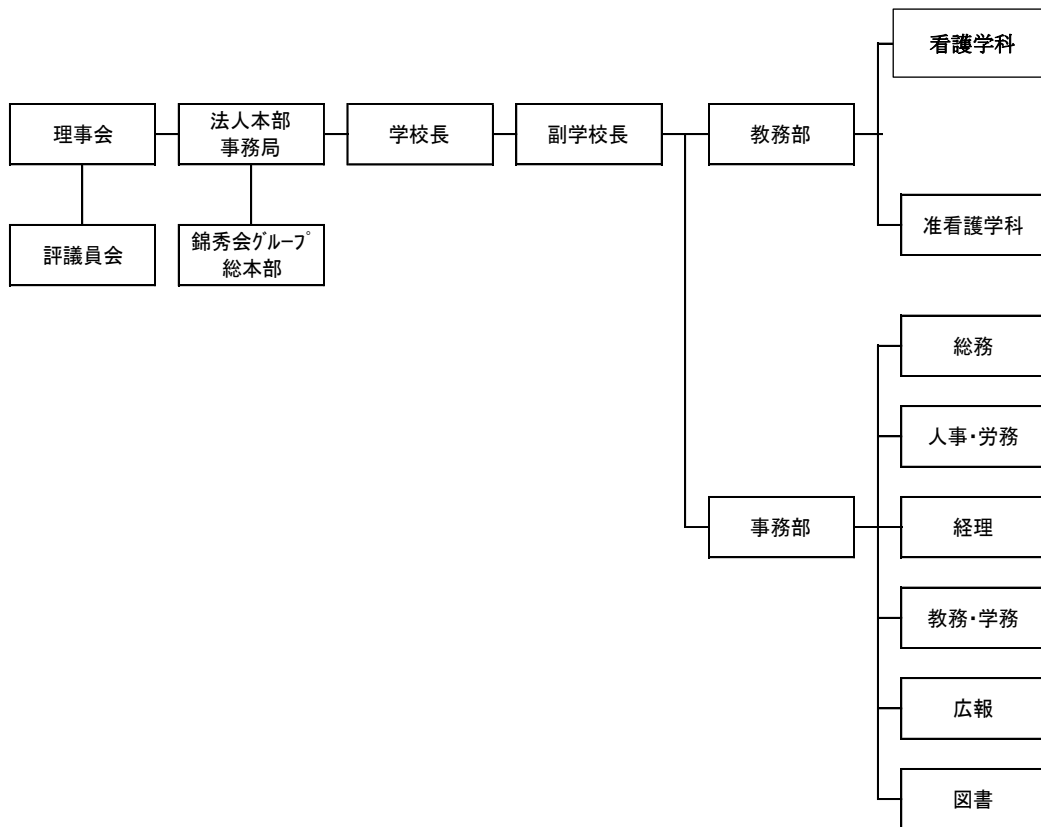 看護学科
理事会
法人本部
事務局
学校長
副学校長
教務部
評議員会
錦秀会ｸﾞﾙｰﾌﾟ
総本部
准看護学科
総務
人事・労務
事務部
経理
教務・学務
広報
図書